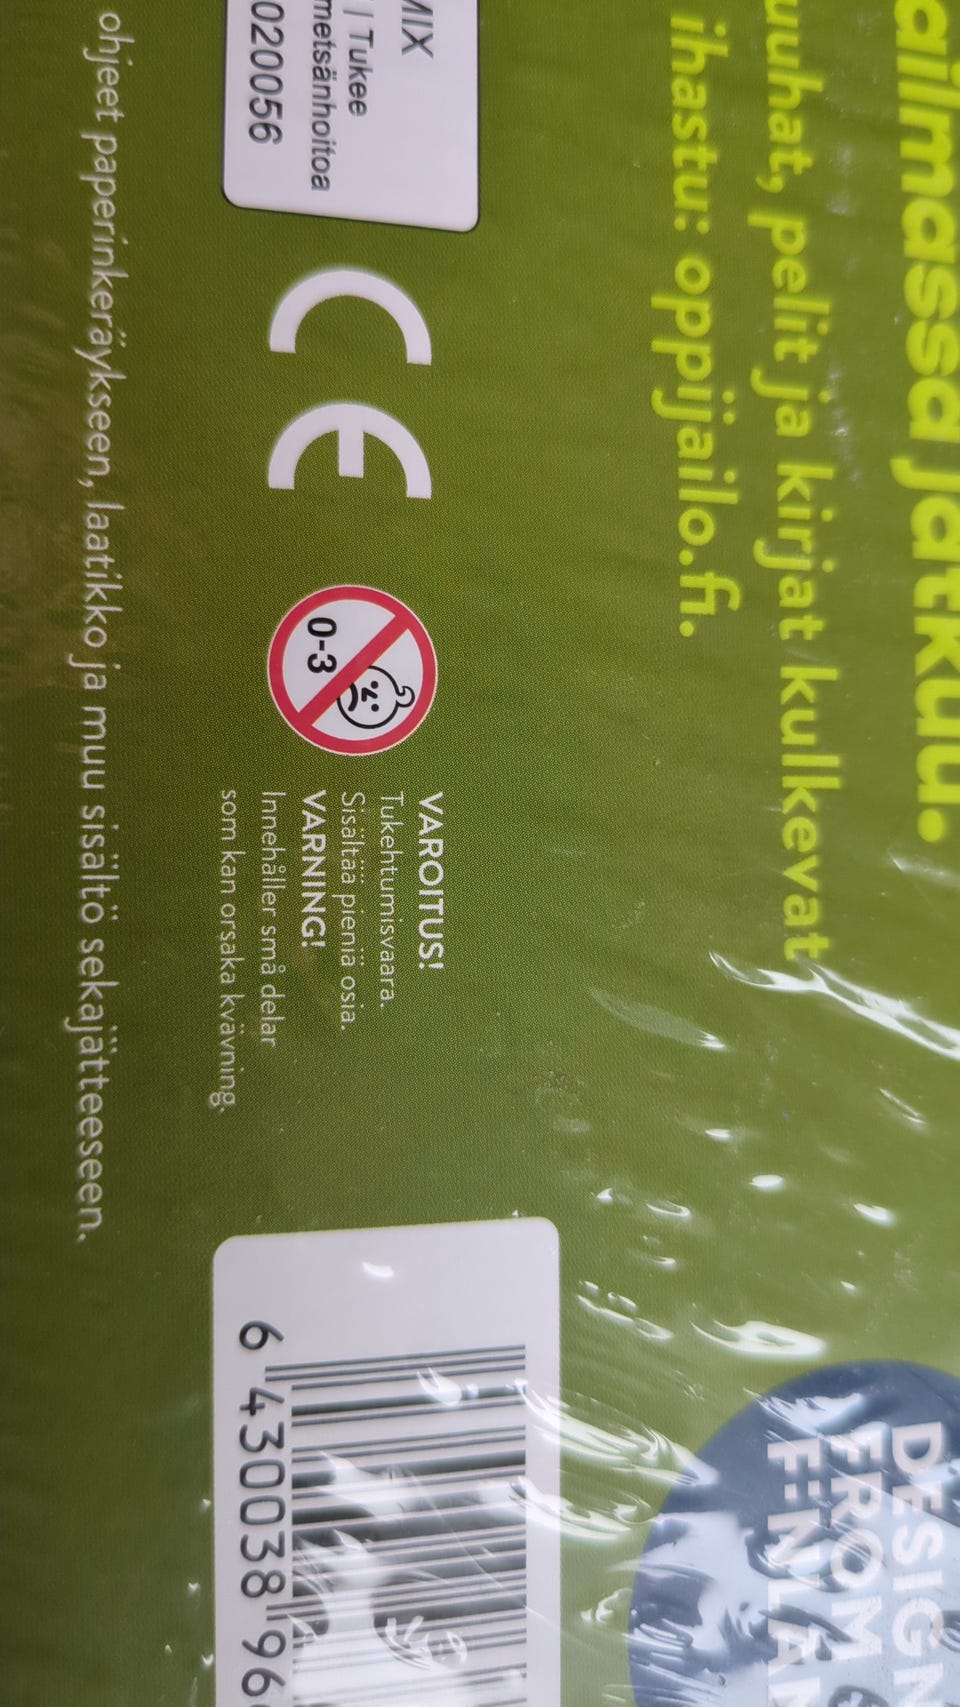 ailmassa jatkuu.
uuhat, pelit ja kirjat kulkevat
ihastu: oppijailo.fi.
MIX
| Tukee
metsänhoitoa
020056
CE
0-3
VAROITUS!
Tukehtumisvaara.
Sisältää pieniä osia.
VARNING!
Innehåller små delar
som kan orsaka kvävning.
ohjeet paperinkeräykseen, laatikko ja muu sisältö sekajätteeseen.
6 430038 96
DESIGN
FROM
FINLA